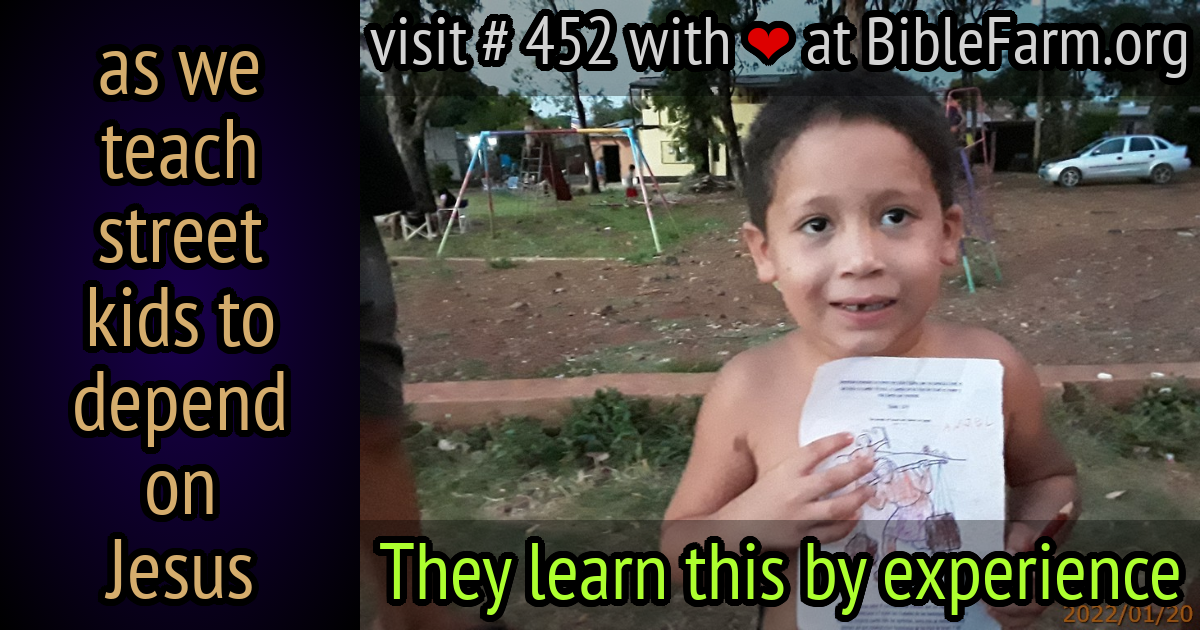 visit # 452 with ❤ at BibleFarm.org
as we
teach
street
kids to
depend
on
Jesus
They learn this by experience
2022/01/20